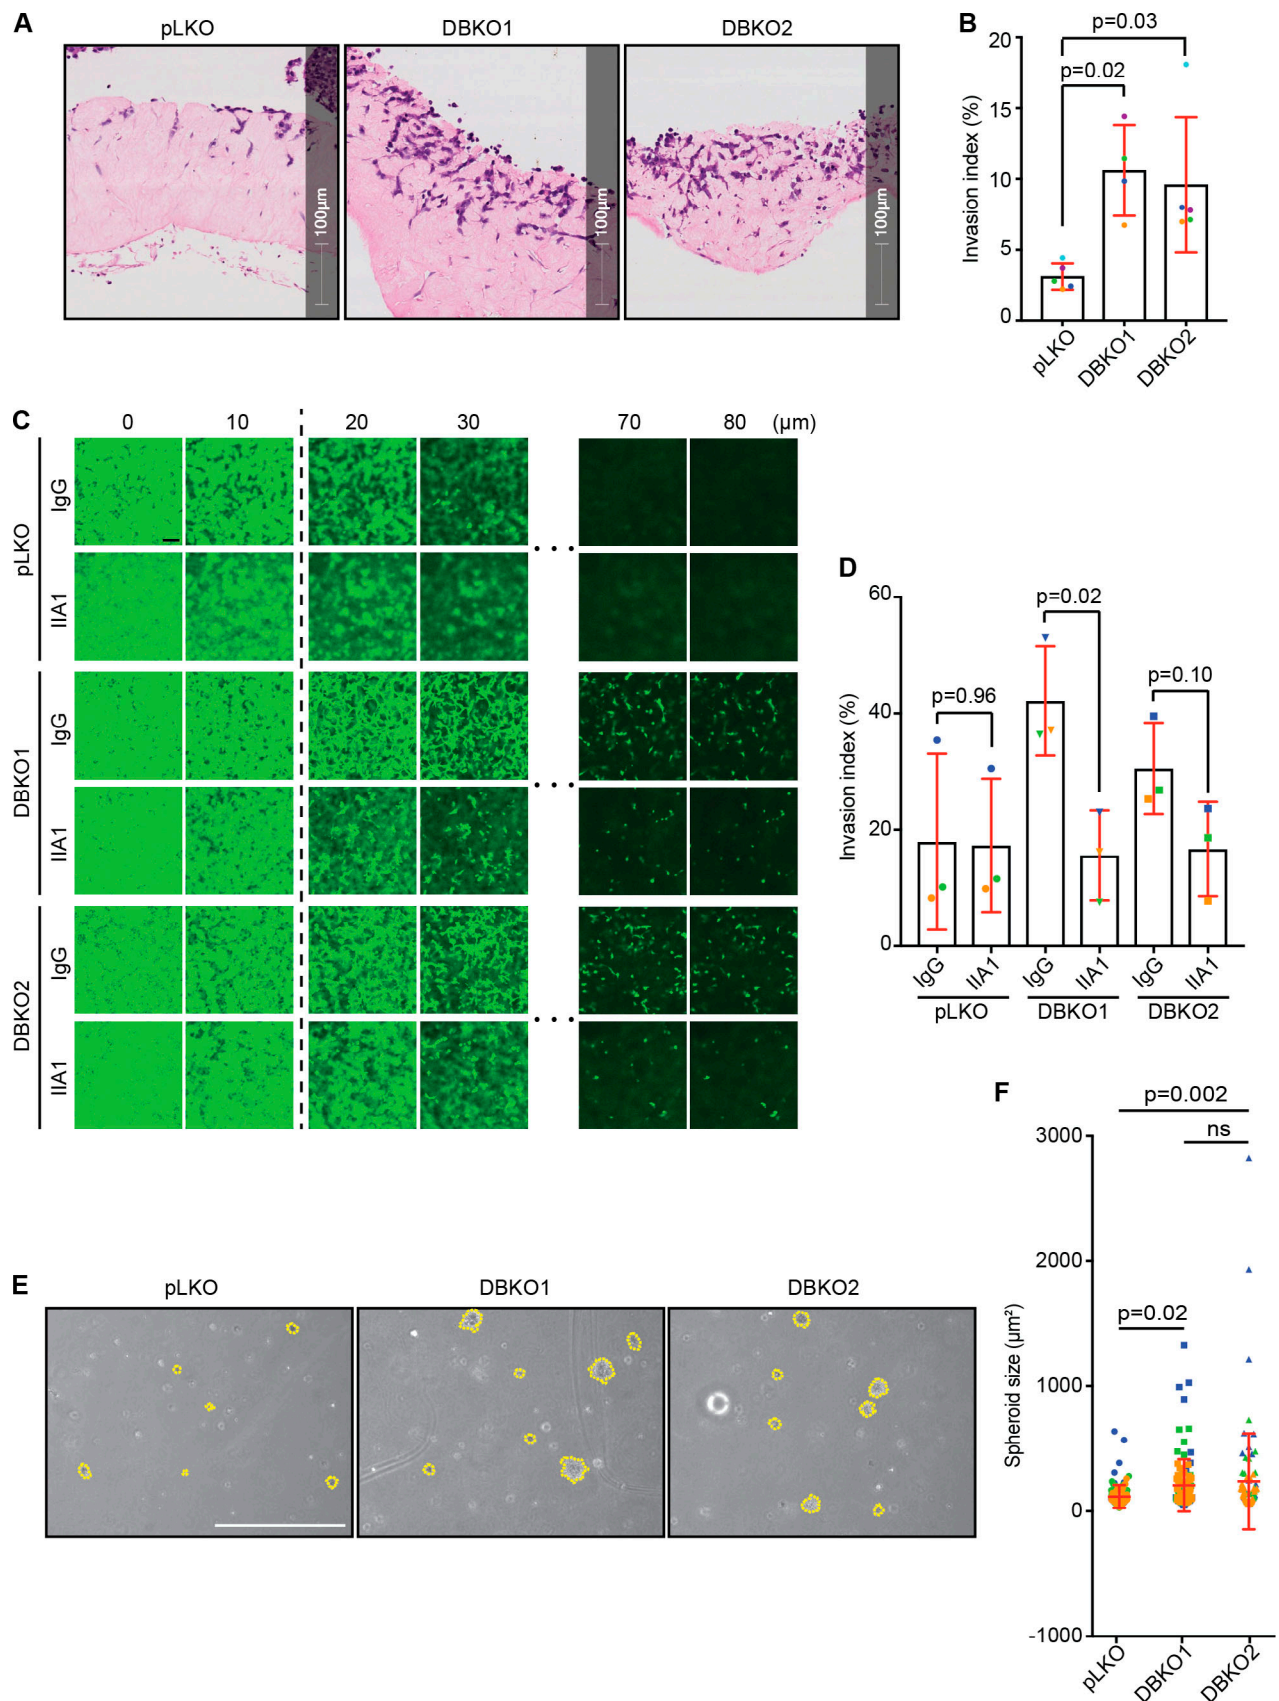 A
pLKO
DBKO1
DBKO2
100µm
100µm
100µm
B
p=0.03
p=0.02
Invasion index (%)
20
15
10
5
0
pLKO
DBKO1
DBKO2
C
0 10 20 30 70 80 (µm)
pLKO
IgG
IIA1
DBKO1
IgG
IIA1
DBKO2
IgG
IIA1
D
Invasion index (%)
60
40
20
0
p=0.96
p=0.02
p=0.10
IgG IIA1 IgG IIA1 IgG IIA1
pLKO DBKO1 DBKO2
E
pLKO
DBKO1
DBKO2
F
p=0.002
ns
p=0.02
Spheroid size (µm²)
3000
2000
1000
0
-1000
pLKO
DBKO1
DBKO2